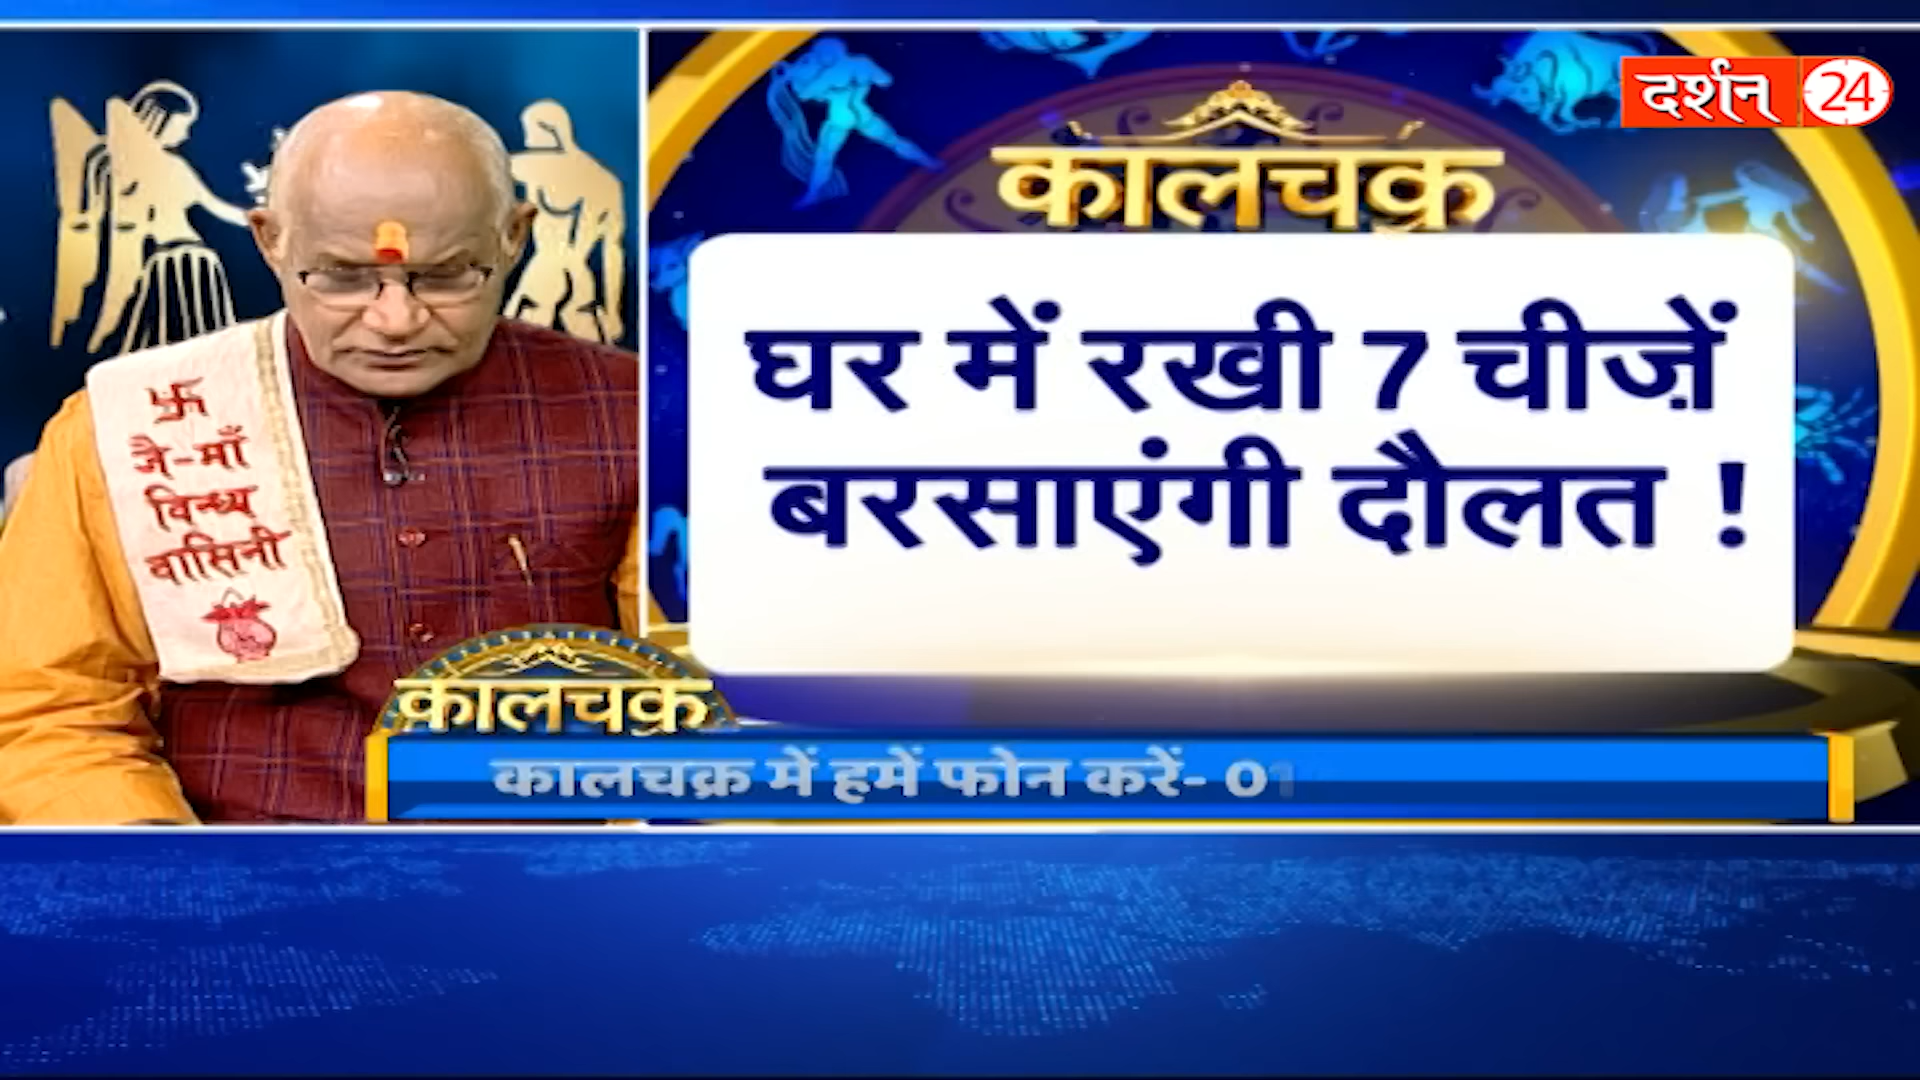 दर्शन 24
कालचक्र
घर में रखी 7 चीज़ें
बरसाएंगी दौलत !
जै-माँ
विन्ध्य
वासिनी
कालचक्र
कालचक्र में हमें फोन करें- 01